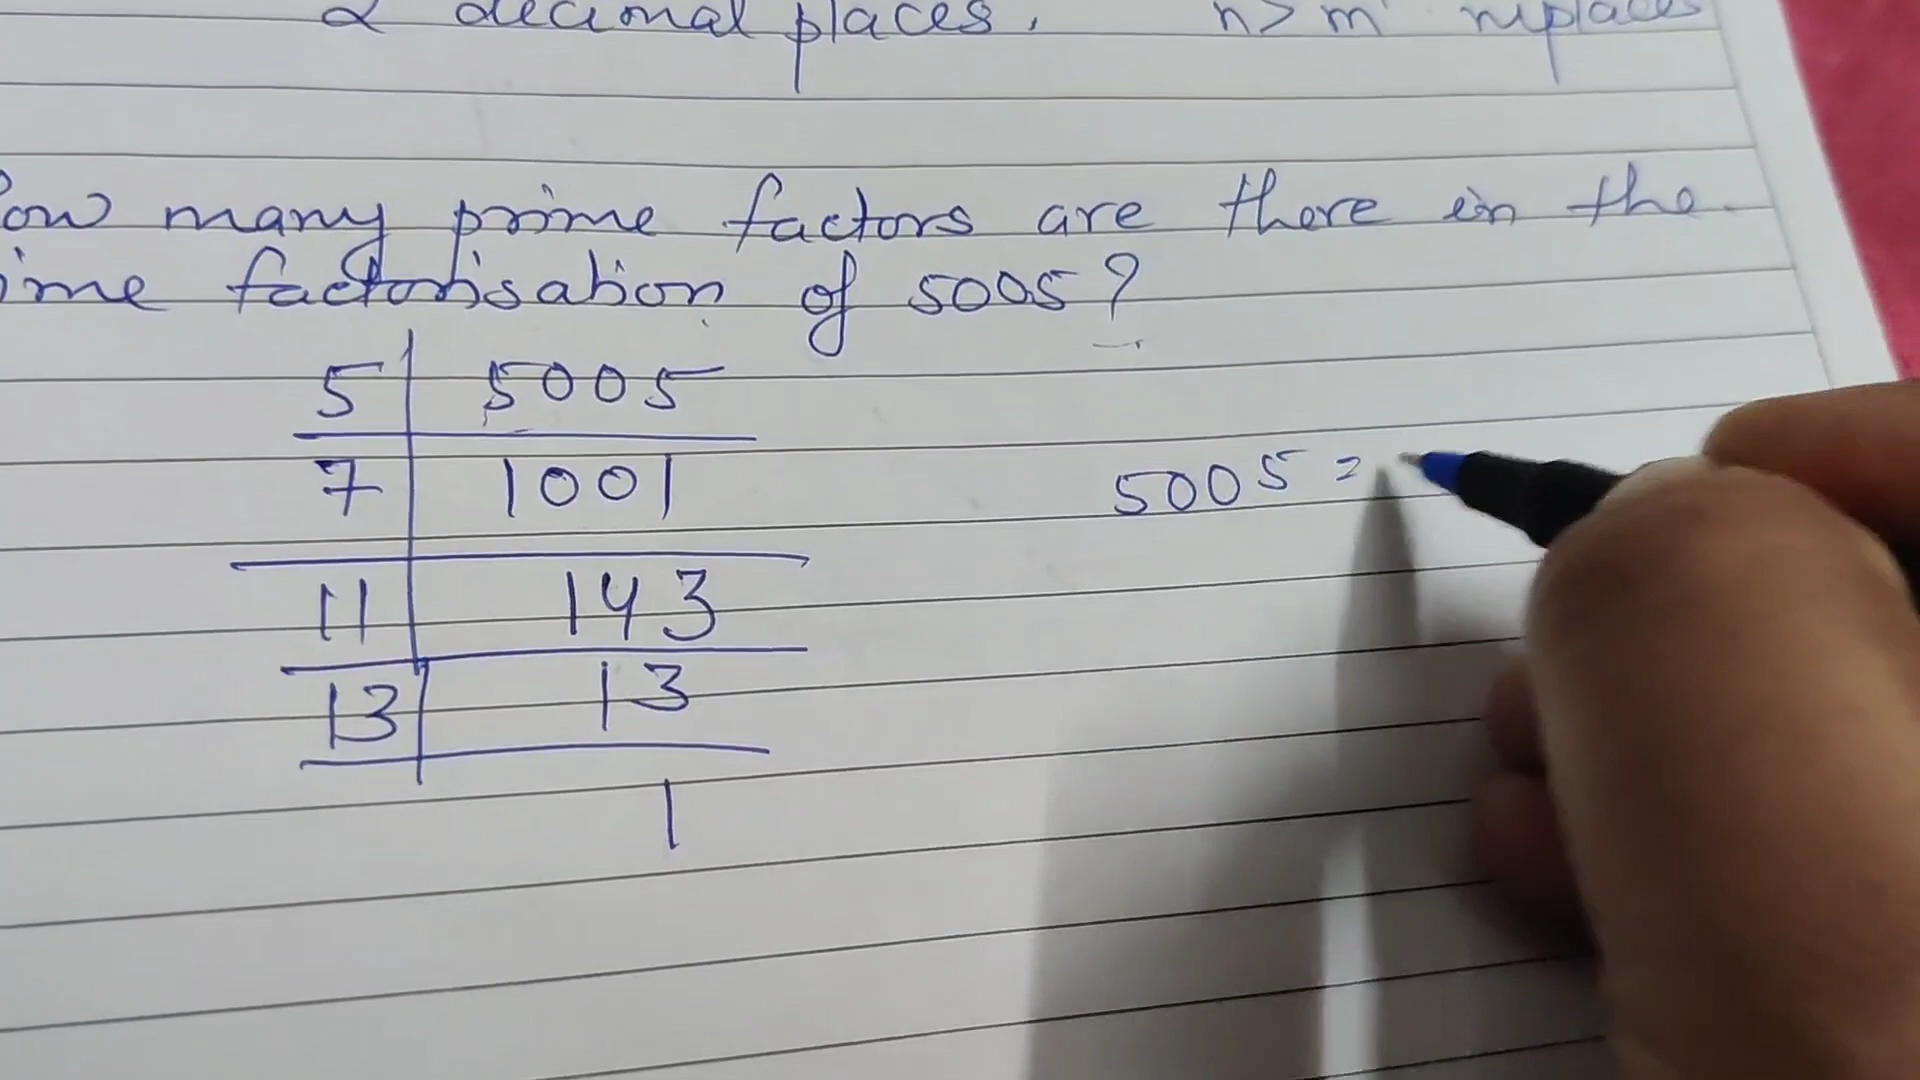 2 decimal places. n>m
ow many prime factors are there in the
ime factorisation of 5005?
5 5005
7 1001 5005 =
11 143
13 13
1